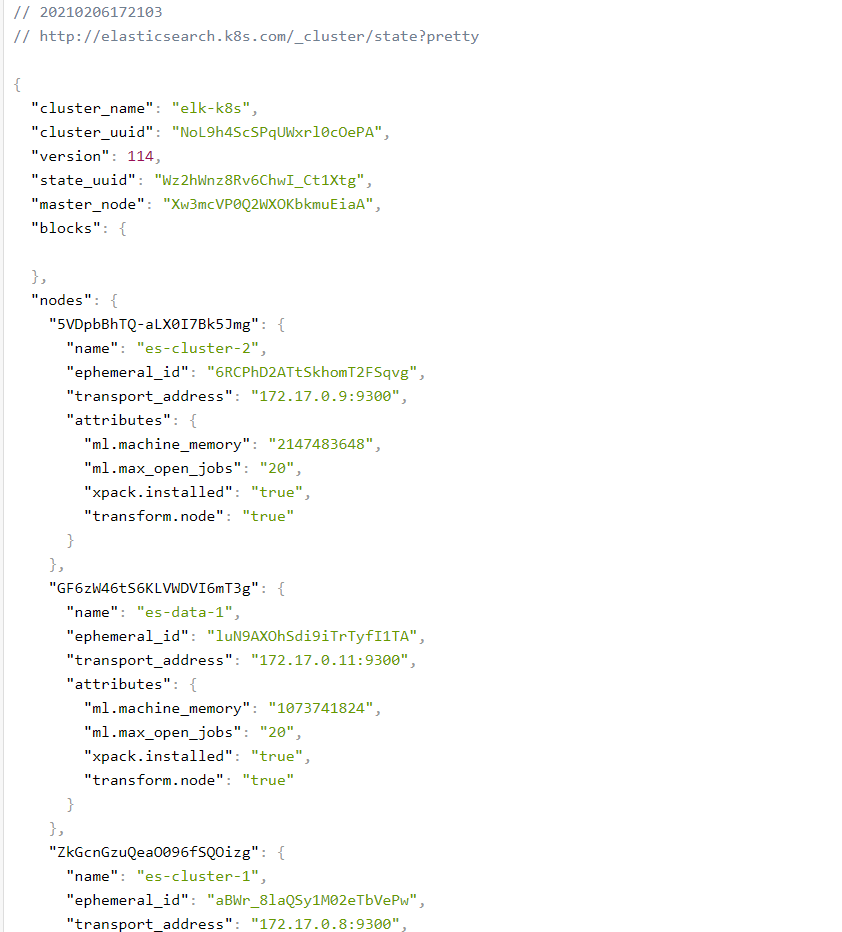 // 20210206172103
// http://elasticsearch.k8s.com/_cluster/state?pretty
{
"cluster_name": "elk-k8s",
"cluster_uuid": "NoL9h4ScSPqUWxrl0cOePA",
"version": 114,
"state_uuid": "Wz2hWnz8Rv6ChwI_Ct1Xtg",
"master_node": "Xw3mcVP0Q2WXOKbkmuEiaA",
"blocks": {
},
"nodes": {
"5VDpbBhTQ-aLX0I7Bk5Jmg": {
"name": "es-cluster-2",
"ephemeral_id": "6RCPhD2ATtSkhomT2FSqvg",
"transport_address": "172.17.0.9:9300",
"attributes": {
"ml.machine_memory": "2147483648",
"ml.max_open_jobs": "20",
"xpack.installed": "true",
"transform.node": "true"
}
},
"GF6zW46tS6KLVWDVI6mT3g": {
"name": "es-data-1",
"ephemeral_id": "luN9AXOhSdi9iTrTyfI1TA",
"transport_address": "172.17.0.11:9300",
"attributes": {
"ml.machine_memory": "1073741824",
"ml.max_open_jobs": "20",
"xpack.installed": "true",
"transform.node": "true"
}
},
"ZkGcnGzuQeaO096fSQOizg": {
"name": "es-cluster-1",
"ephemeral_id": "aBWr_8laQSy1M02eTbVePw",
"transport_address": "172.17.0.8:9300",